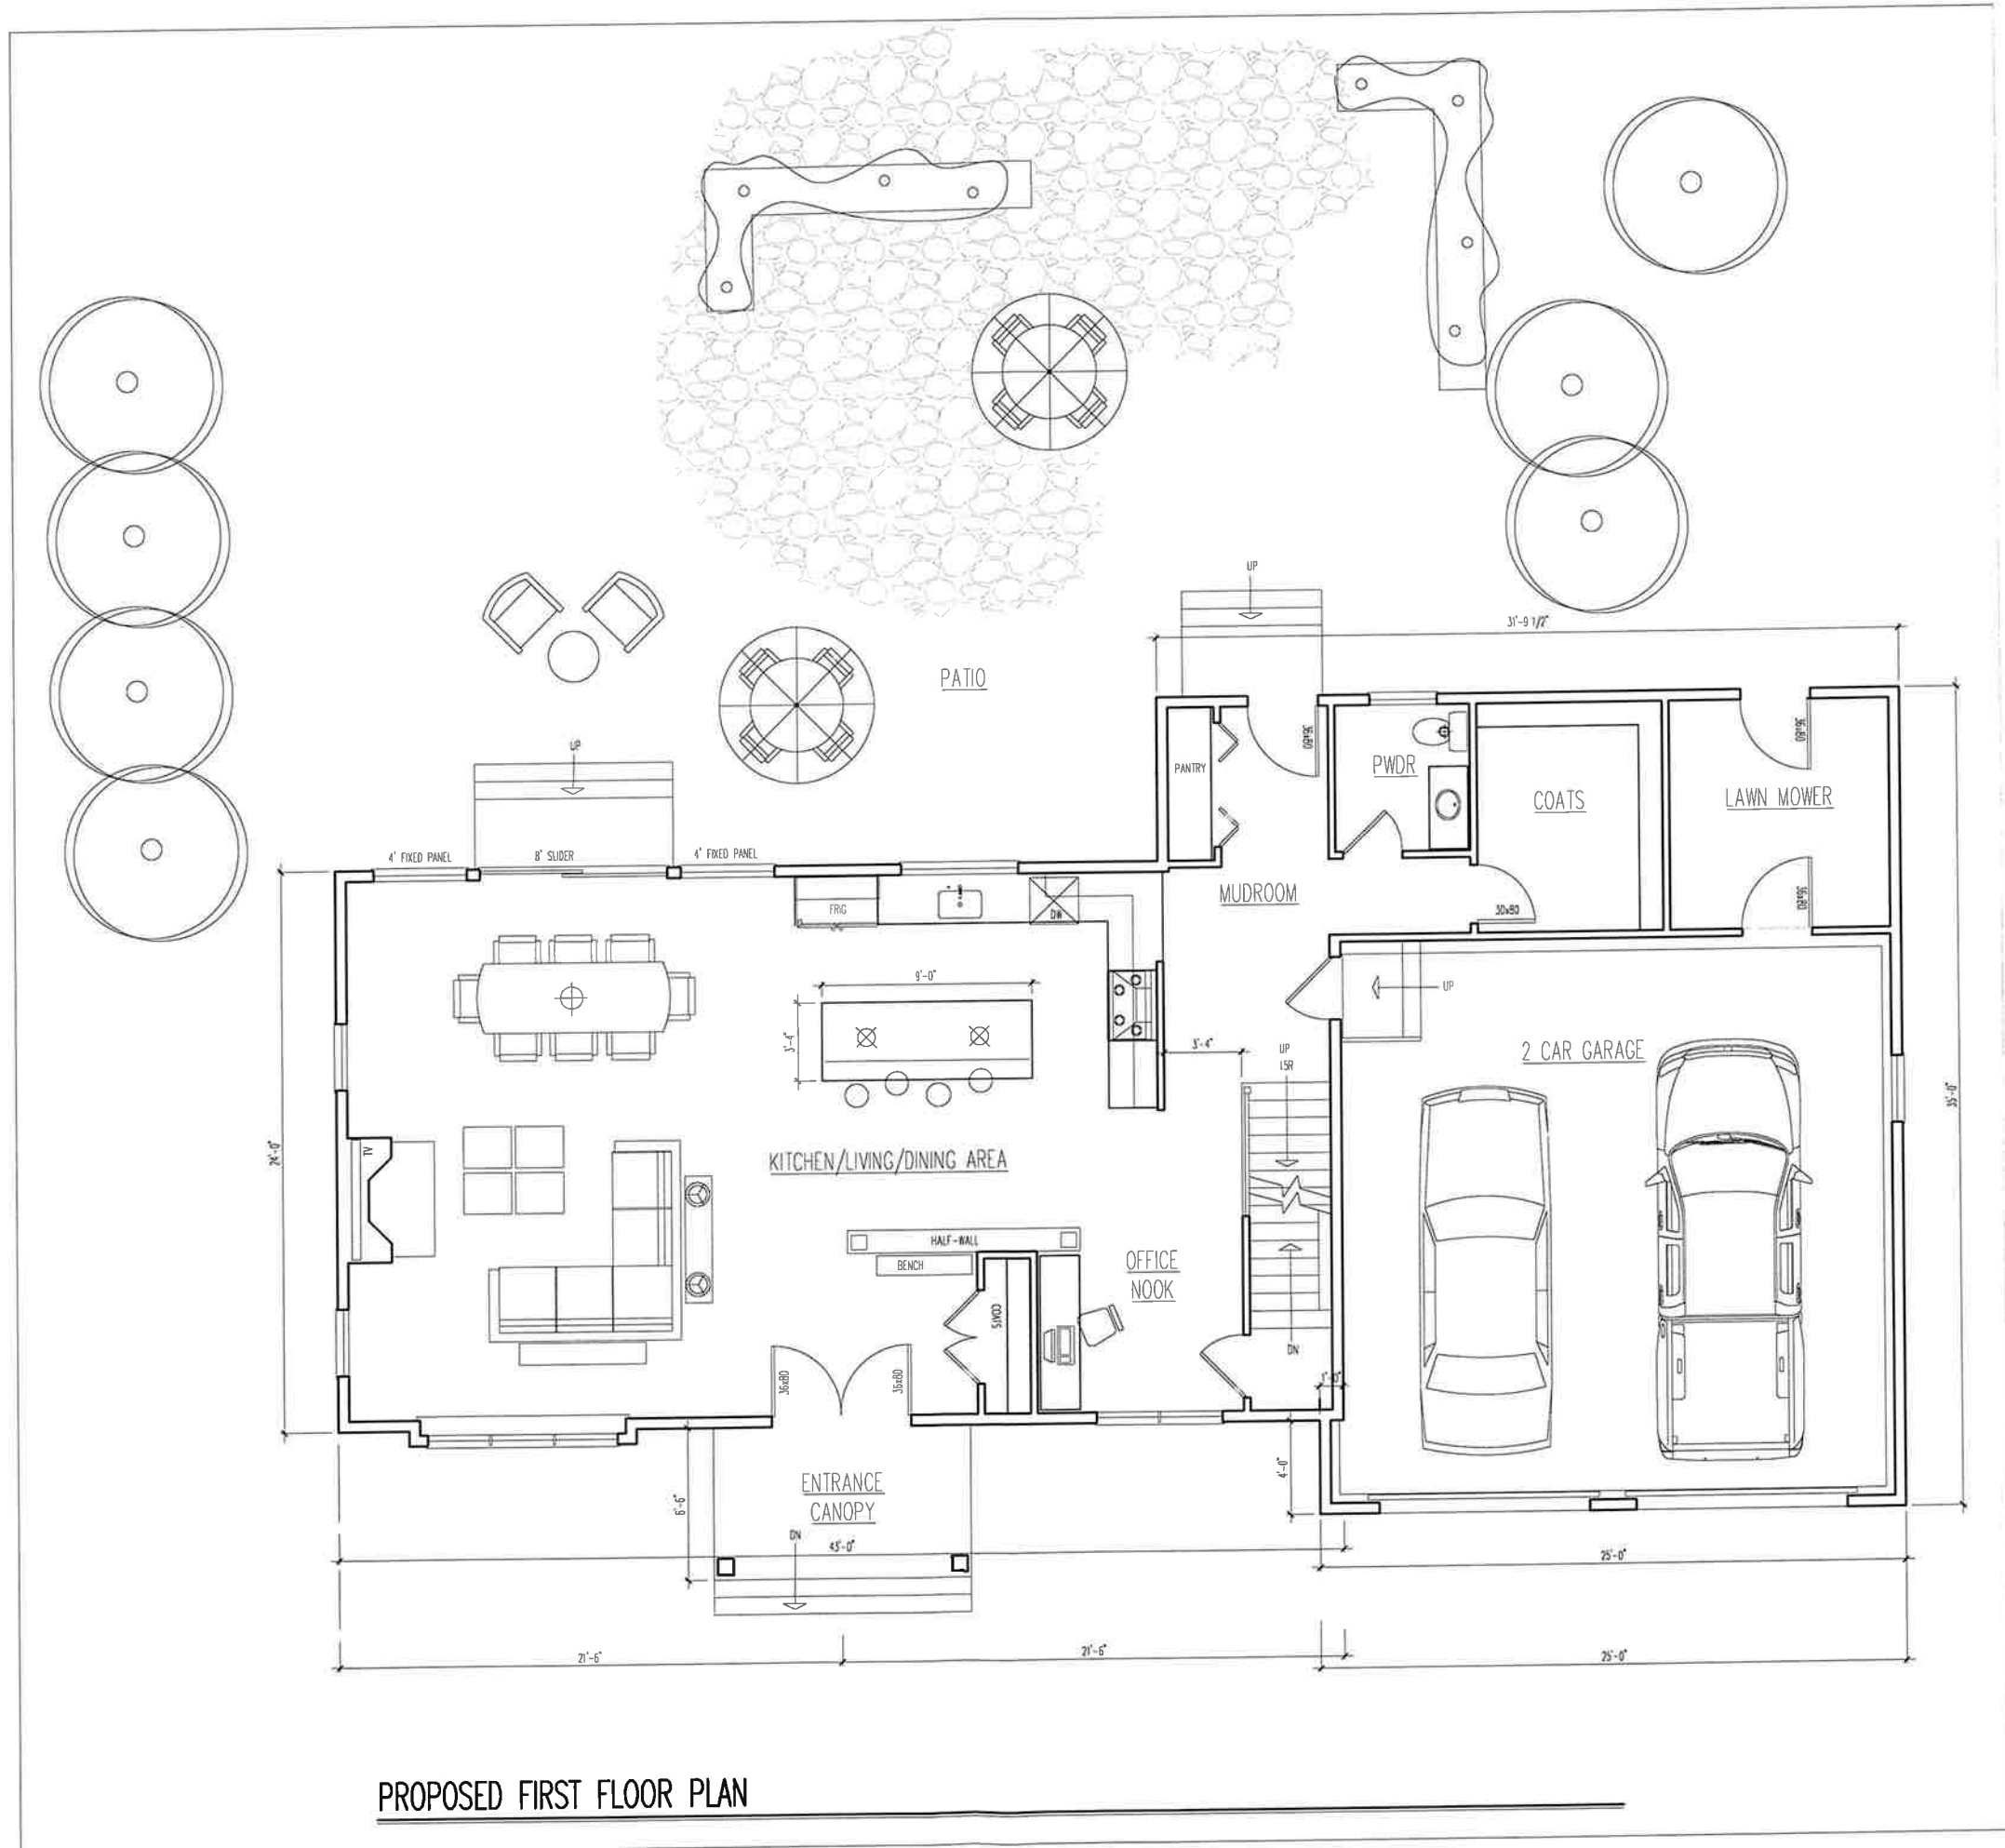 UP
31'-9 1/2"
PATIO
UP
36x80
PANTRY
PWDR
COATS
36x80
LAWN MOWER
4' FIXED PANEL
8' SLIDER
4' FIXED PANEL
FRIG
DW
MUDROOM
30x80
36x80
9'-0"
3'-4"
UP
3'-4"
UP
15R
2 CAR GARAGE
35'-0"
24'-0"
TV
KITCHEN/LIVING/DINING AREA
HALF-WALL
BENCH
COATS
OFFICE
NOOK
DN
1'-0"
36x80
36x80
4'-0"
ENTRANCE
CANOPY
6'-6"
DN
43'-0"
25'-0"
21'-6"
21'-6"
25'-0"
PROPOSED FIRST FLOOR PLAN